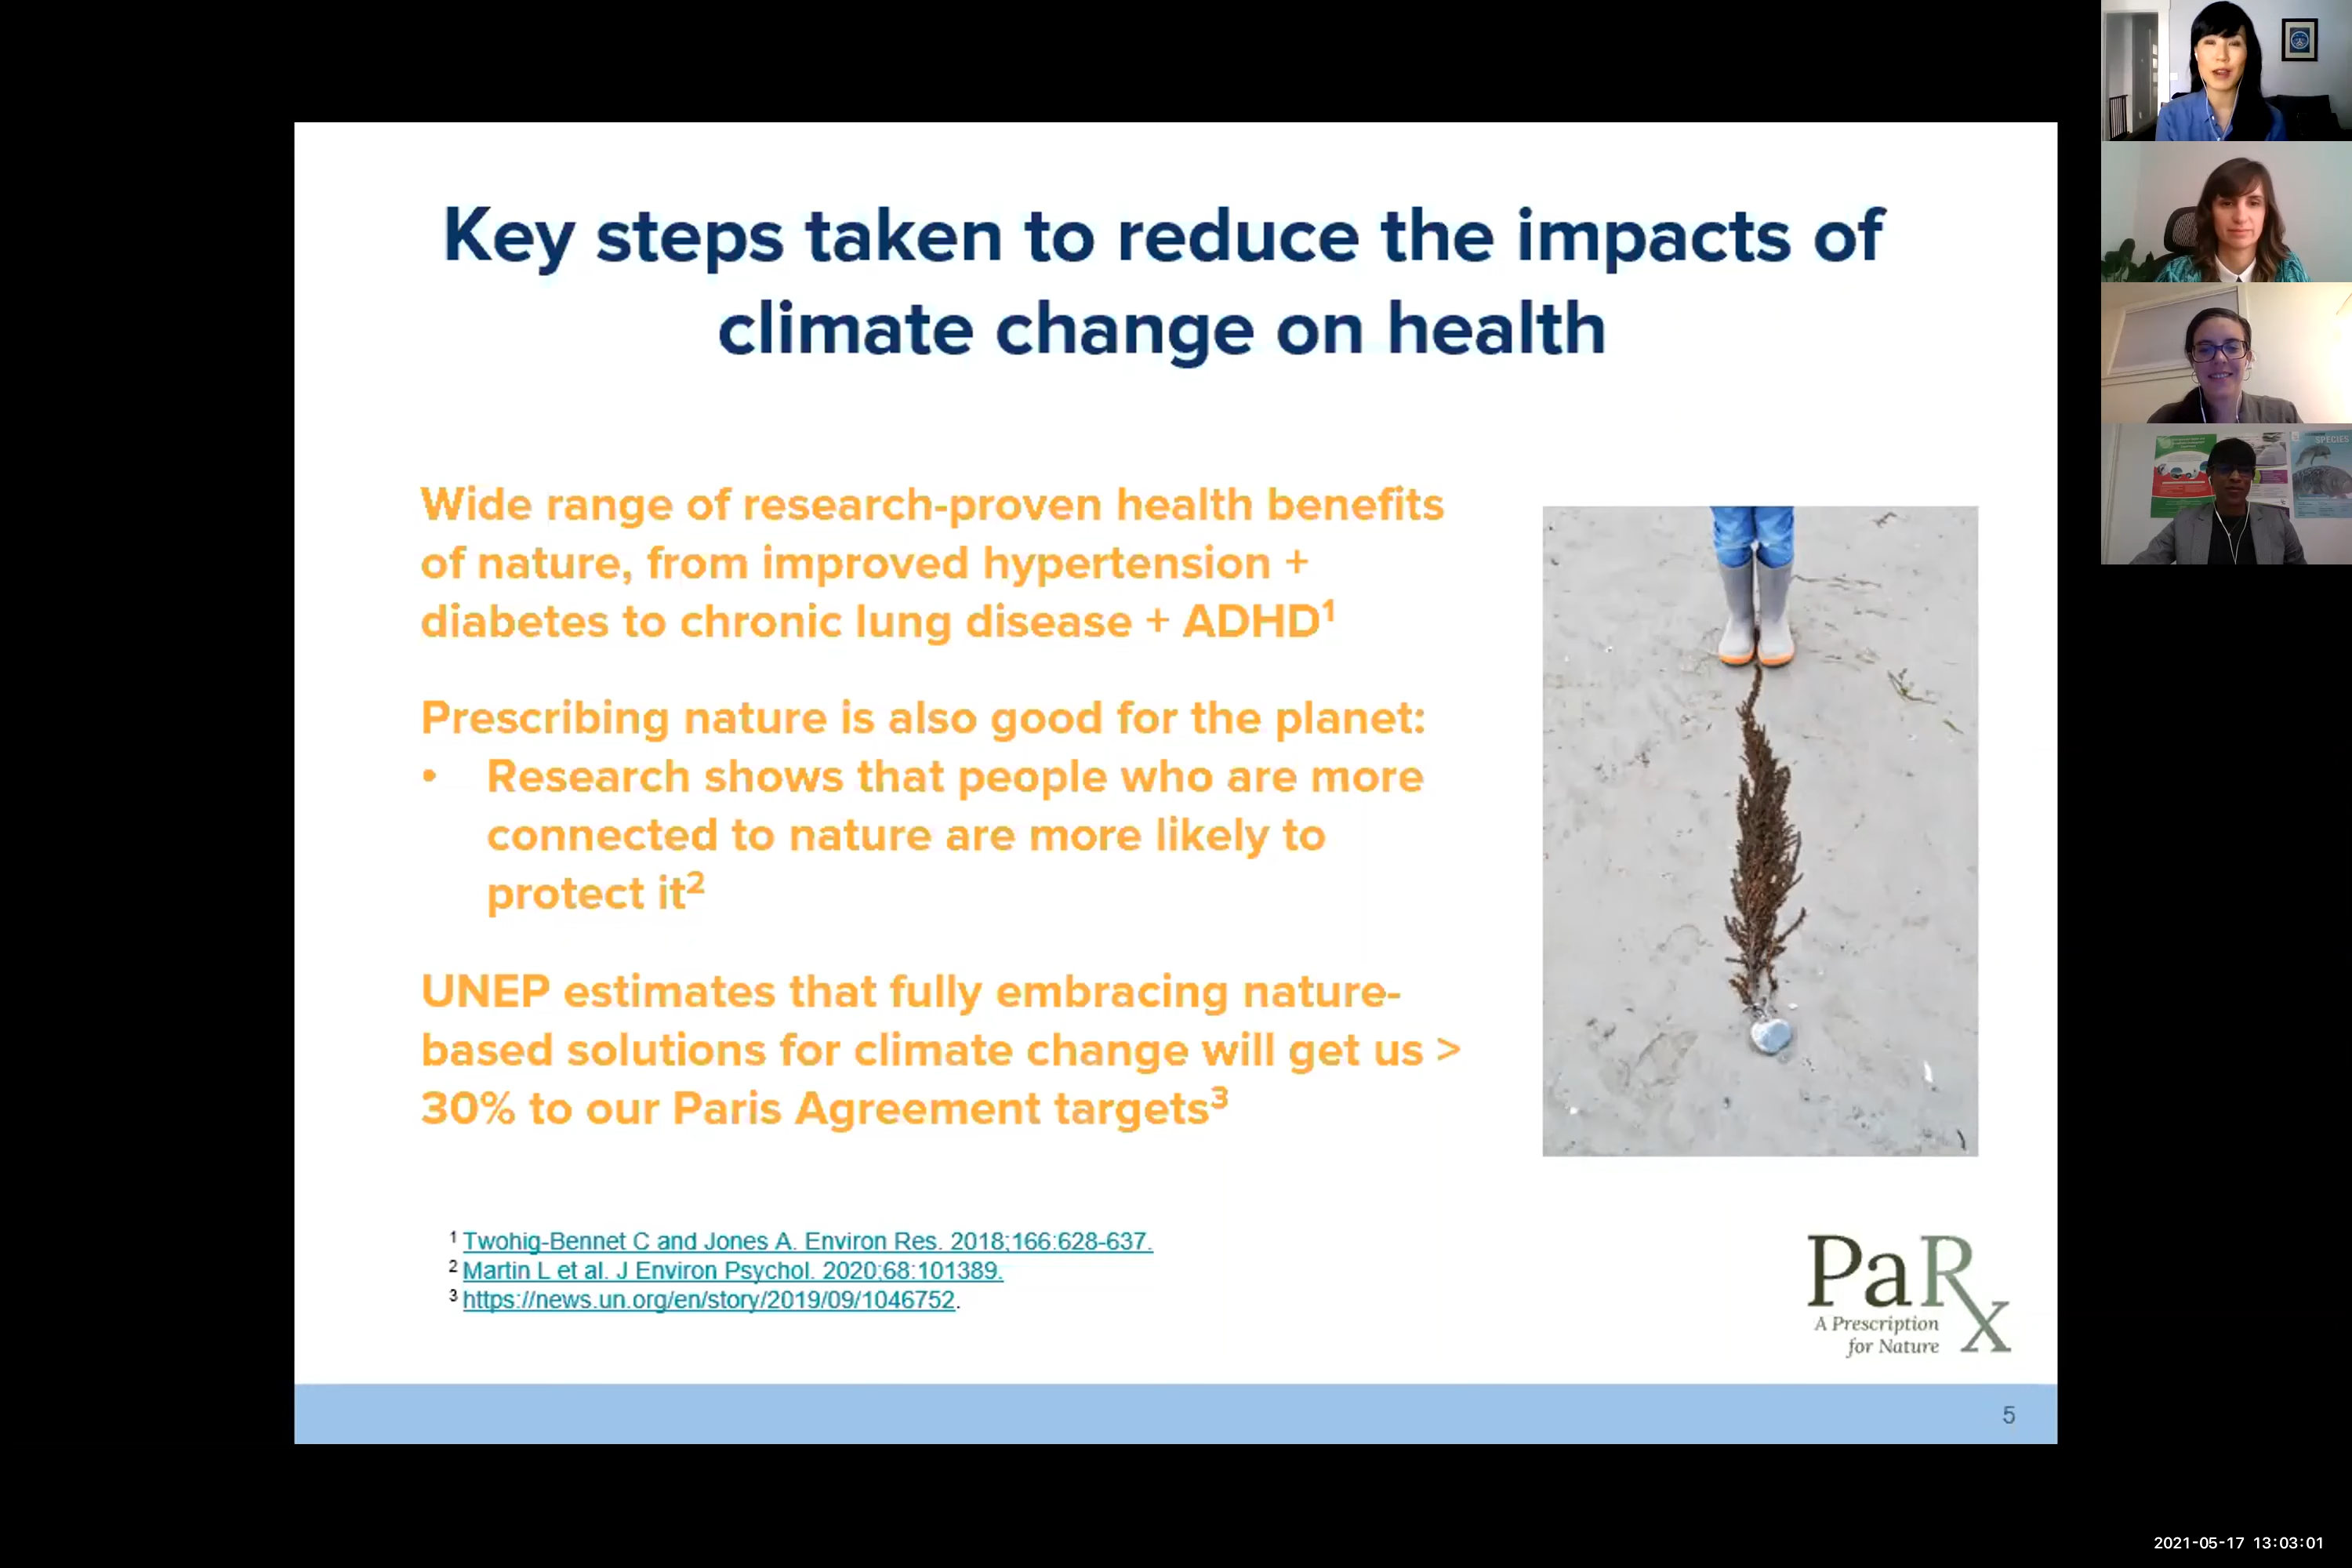 Key steps taken to reduce the impacts of
climate change on health
Wide range of research-proven health benefits
of nature, from improved hypertension +
diabetes to chronic lung disease + ADHD¹
Prescribing nature is also good for the planet:
• Research shows that people who are more
connected to nature are more likely to
protect it²
UNEP estimates that fully embracing nature-
based solutions for climate change will get us >
30% to our Paris Agreement targets³
¹ Twohig-Bennet C and Jones A. Environ Res. 2018;166:628-637.
² Martin L et al. J Environ Psychol. 2020;68:101389.
³ https://news.un.org/en/story/2019/09/1046752.
PaRx
A Prescription
for Nature
5
SPECIES
2021-05-17 13:03:01